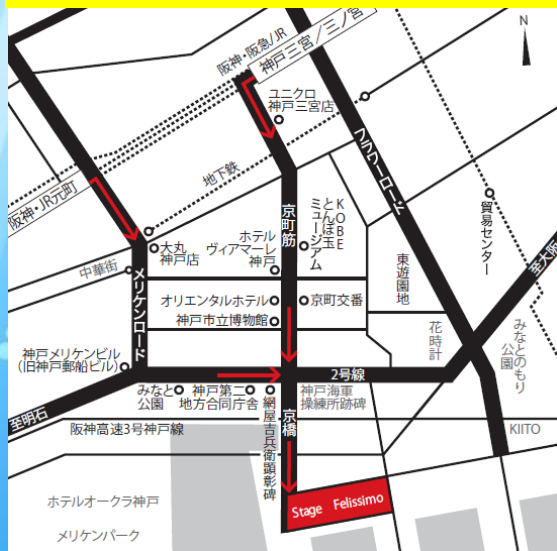 N
阪神・阪急/JR
神戸三宮/三ノ宮
ユニクロ
神戸三宮店
フラワーロード
地下鉄
阪神・JR元町
京町筋
KOBE
とんぼ玉
ミュージアム
貿易センター
至大阪
大丸
神戸店
ホテル
ヴィアマーレ
神戸
中華街
メリケンロード
東遊園地
オリエンタルホテル
京町交番
神戸市立博物館
花時計
みなとのもり
公園
神戸メリケンビル
(旧神戸郵船ビル)
2号線
みなと
公園
神戸第二
地方合同庁舎
網屋吉兵衛顕彰碑
京橋
神戸海軍
操練所跡碑
至明石
阪神高速3号神戸線
KIITO
ホテルオークラ神戸
Stage Felissimo
メリケンパーク